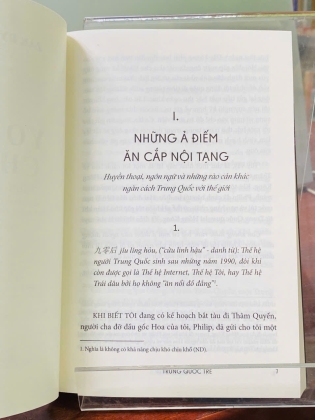 I.
NHỮNG Ả ĐIẾM
ĂN CẮP NỘI TẠNG
Huyền thoại, ngôn ngữ và những rào cản khác
ngăn cách Trung Quốc với thế giới
1.
九零后 jiu ling hòu, ("cửu linh hậu" - danh từ): Thế hệ
người Trung Quốc sinh sau những năm 1990, đôi khi
còn được gọi là Thế hệ Internet, Thế hệ Tôi, hay Thế hệ
Trái dâu bởi họ không "ăn nổi đồ đắng"².
KHI BIẾT TÔI đang có kế hoạch bắt tàu đi Thâm Quyến,
người cha đỡ đầu gốc Hoa của tôi, Philip, đã gửi cho tôi một
2. Nghĩa là không có khả năng chịu khó chịu khổ (ND).
TRUNG QUỐC TRẺ